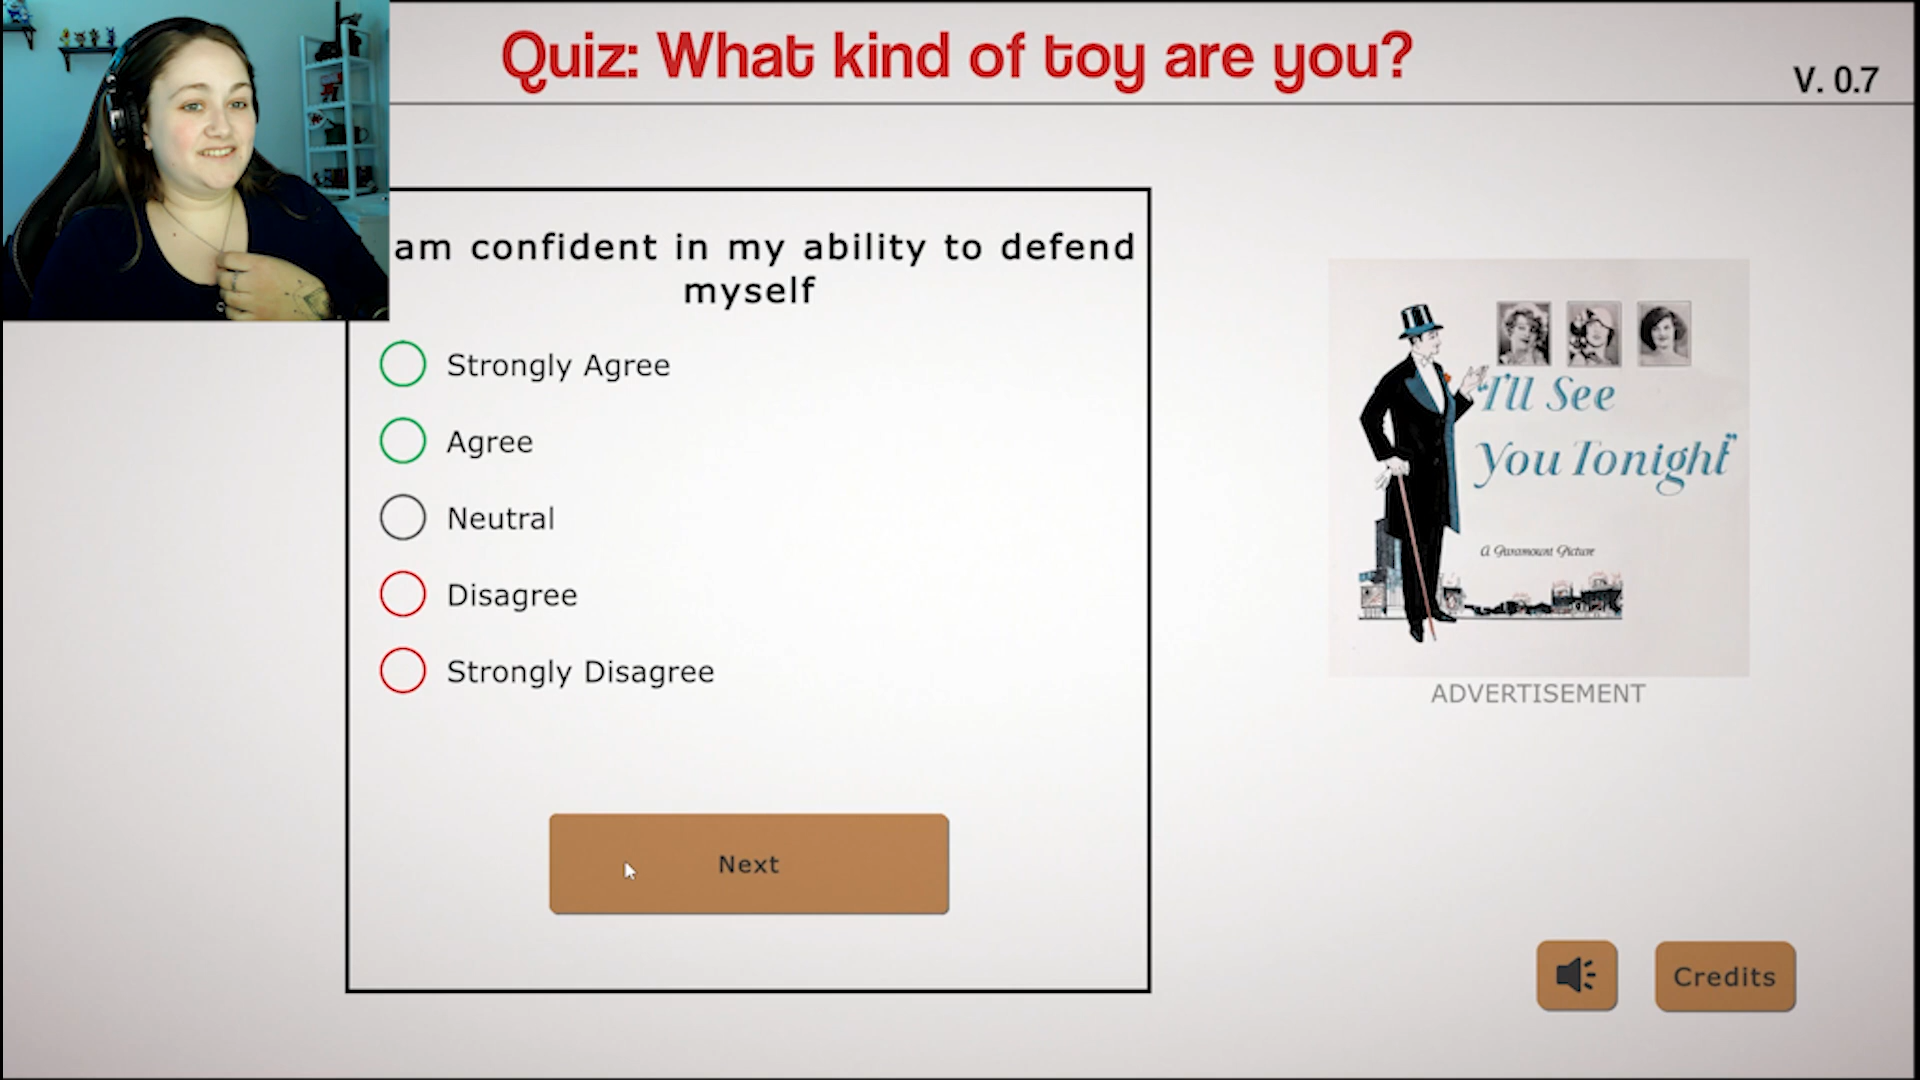 Quiz: What kind of toy are you?
V. 0.7
am confident in my ability to defend
myself
Strongly Agree
Agree
Neutral
Disagree
Strongly Disagree
Next
"I'll See
You Tonight"
A Paramount Picture
ADVERTISEMENT
Credits